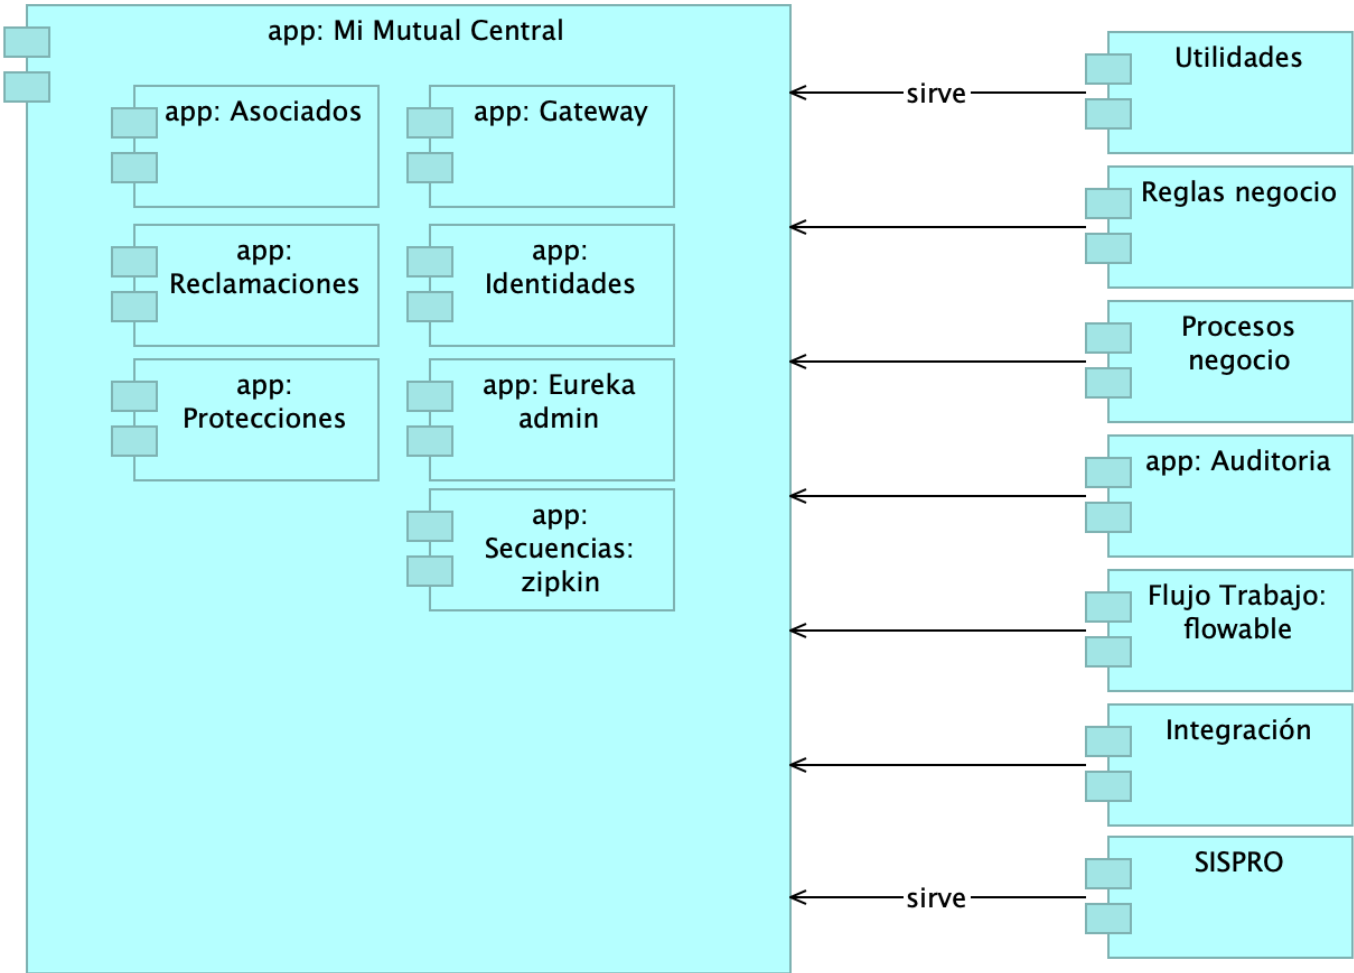 app: Mi Mutual Central
app: Asociados
app: Gateway
app:
Reclamaciones
app:
Identidades
app:
Protecciones
app: Eureka
admin
app:
Secuencias:
zipkin
sirve
Utilidades
Reglas negocio
Procesos
negocio
app: Auditoria
Flujo Trabajo:
flowable
Integración
sirve
SISPRO